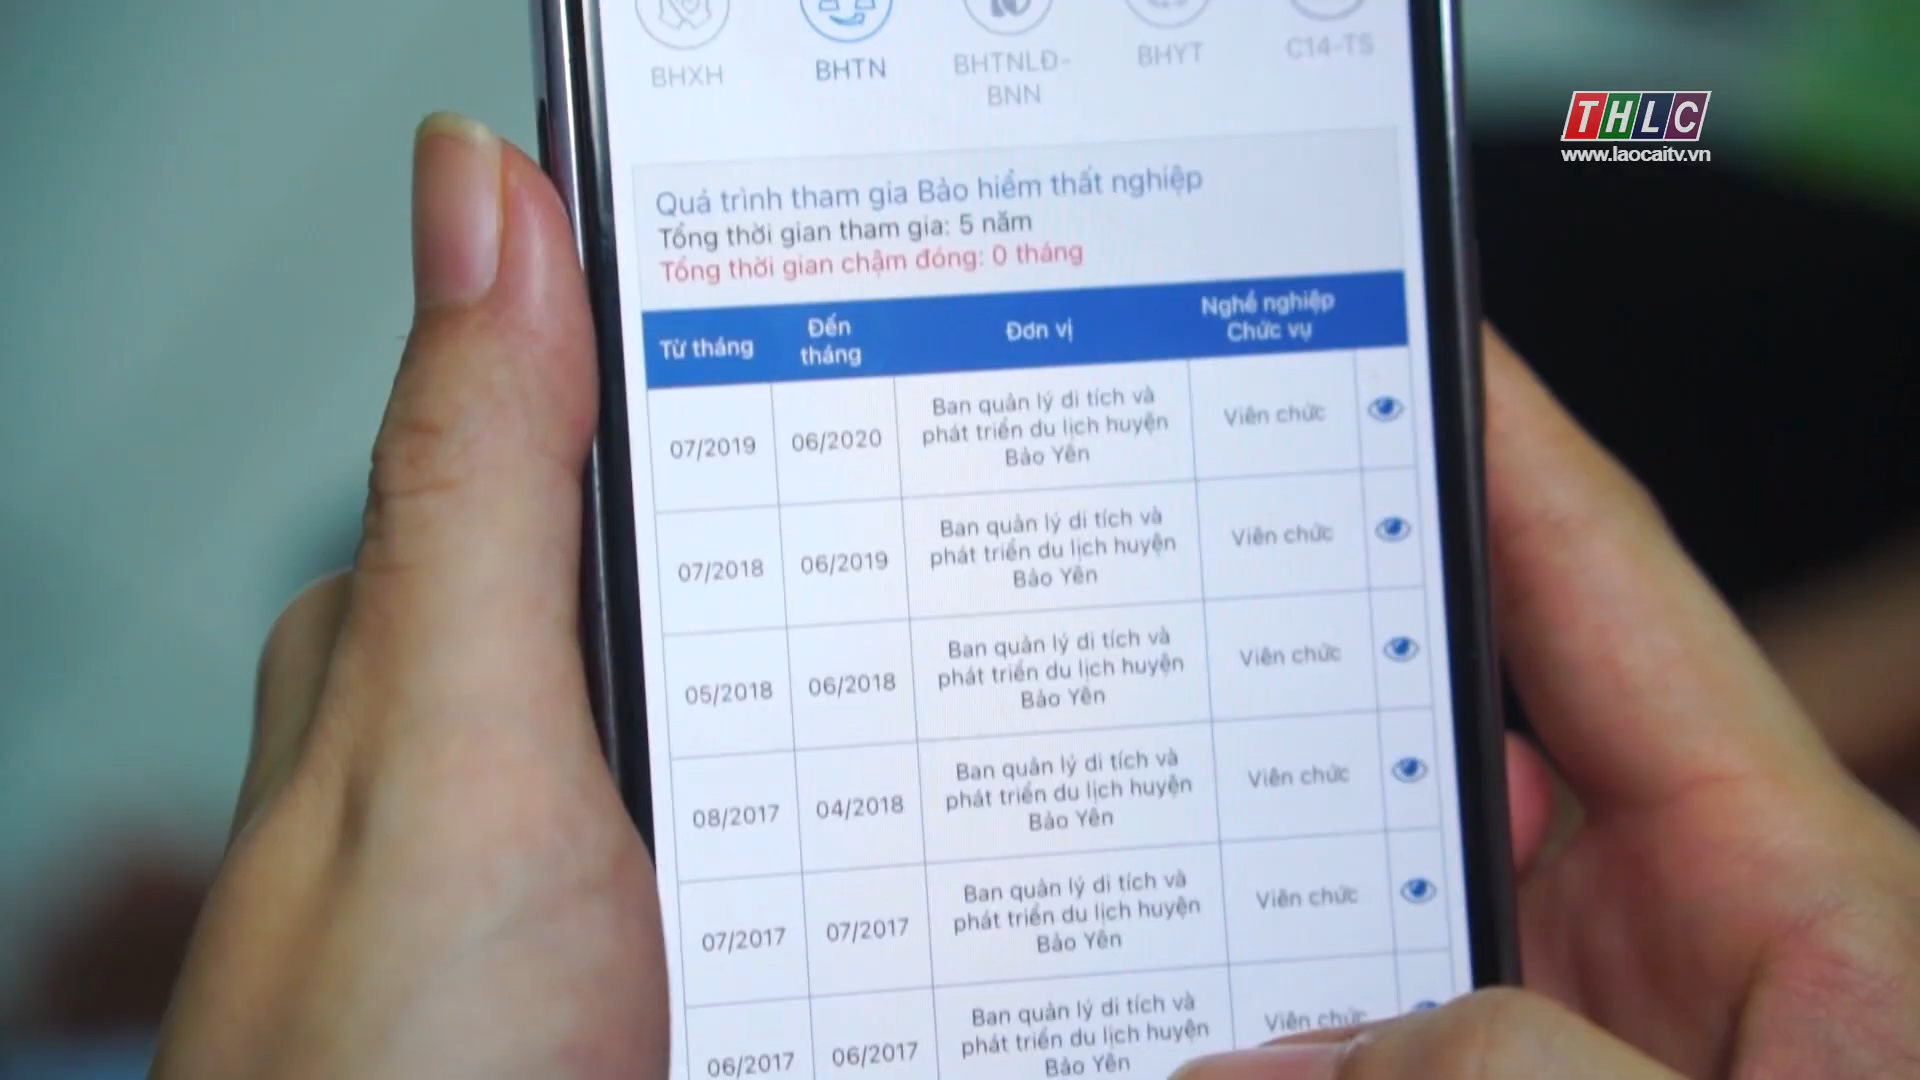 BHXH
BHTN
BHTNLĐ-
BNN
BHYT
C14-TS
THLC
www.laocaitv.vn
Quá trình tham gia Bảo hiểm thất nghiệp
Tổng thời gian tham gia: 5 năm
Tổng thời gian chậm đóng: 0 tháng
Từ tháng
Đến
tháng
Đơn vị
Nghề nghiệp
Chức vụ
07/2019
06/2020
Ban quản lý di tích và
phát triển du lịch huyện
Bảo Yên
Viên chức
07/2018
06/2019
Ban quản lý di tích và
phát triển du lịch huyện
Bảo Yên
Viên chức
05/2018
06/2018
Ban quản lý di tích và
phát triển du lịch huyện
Bảo Yên
Viên chức
08/2017
04/2018
Ban quản lý di tích và
phát triển du lịch huyện
Bảo Yên
Viên chức
07/2017
07/2017
Ban quản lý di tích và
phát triển du lịch huyện
Bảo Yên
Viên chức
06/2017
06/2017
Ban quản lý di tích và
phát triển du lịch huyện
Bảo Yên
Viên chức